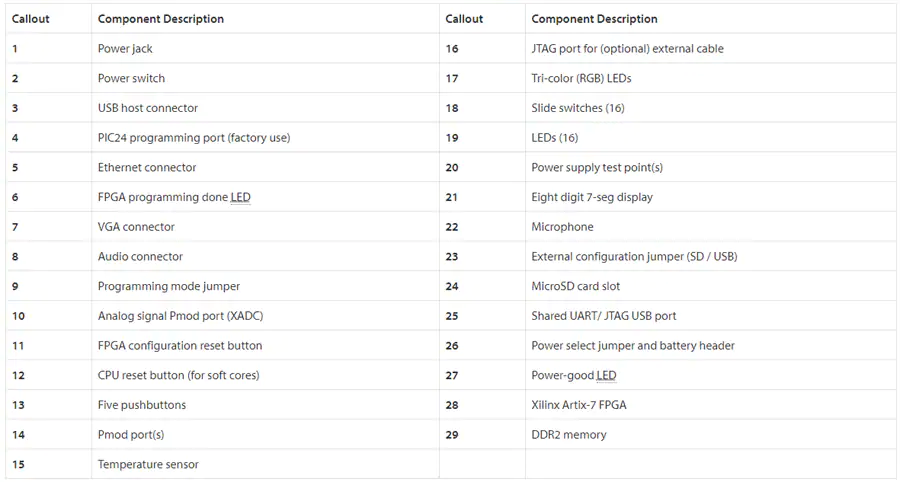 Callout Component Description Callout Component Description
1 Power jack 16 JTAG port for (optional) external cable
2 Power switch 17 Tri-color (RGB) LEDs
3 USB host connector 18 Slide switches (16)
4 PIC24 programming port (factory use) 19 LEDs (16)
5 Ethernet connector 20 Power supply test point(s)
6 FPGA programming done LED 21 Eight digit 7-seg display
7 VGA connector 22 Microphone
8 Audio connector 23 External configuration jumper (SD / USB)
9 Programming mode jumper 24 MicroSD card slot
10 Analog signal Pmod port (XADC) 25 Shared UART/ JTAG USB port
11 FPGA configuration reset button 26 Power select jumper and battery header
12 CPU reset button (for soft cores) 27 Power-good LED
13 Five pushbuttons 28 Xilinx Artix-7 FPGA
14 Pmod port(s) 29 DDR2 memory
15 Temperature sensor